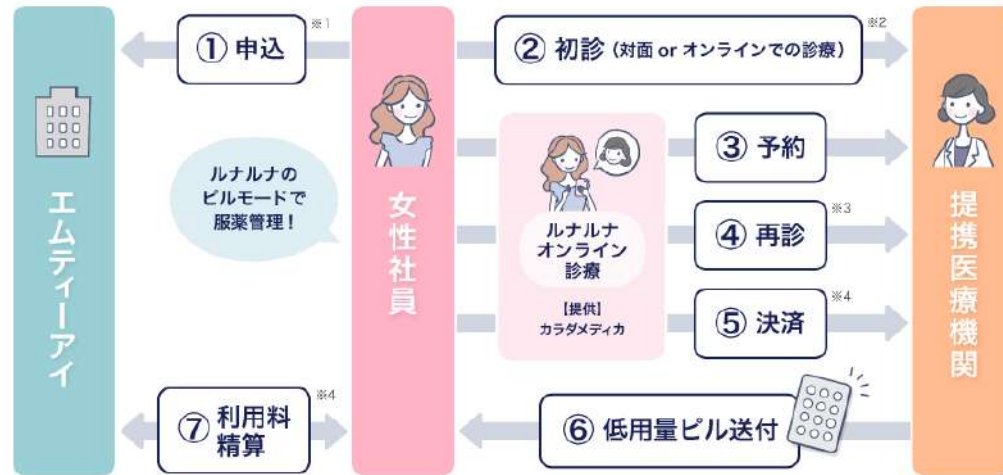 ① 申込
※1
② 初診 (対面 or オンラインでの診療)
※2
エムティーアイ
ルナルナの
ピルモードで
服薬管理!
女性社員
ルナルナ
オンライン
診療
【提供】
カラダメディカ
③ 予約
④ 再診
※3
⑤ 決済
※4
提携医療機関
⑥ 低用量ピル送付
⑦ 利用料
精算
※4